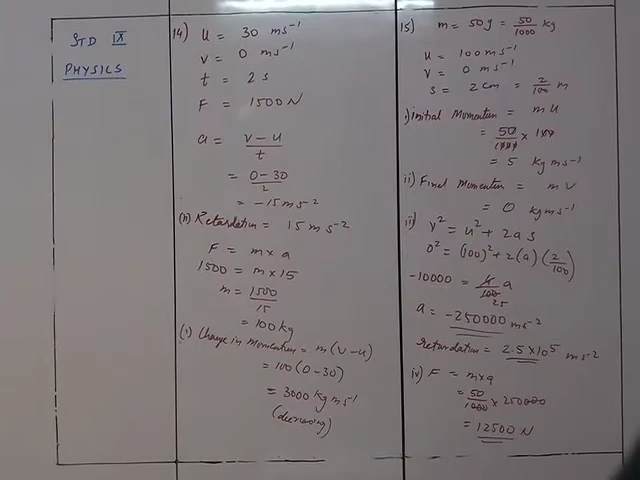 STD IX
PHYSICS
14) u = 30 ms⁻¹
v = 0 ms⁻¹
t = 2 s
F = 1500 N
a = v - u / t
= 0 - 30 / 2
= -15 ms⁻²
(ii) Retardation = 15 ms⁻²
F = m × a
1500 = m × 15
m = 1500 / 15
= 100 kg
(i) Change in momentum = m(v - u)
= 100 (0 - 30)
= 3000 kg ms⁻¹
(decreasing)
15) m = 50 g = 50/1000 kg
u = 100 ms⁻¹
v = 0 ms⁻¹
s = 2 cm = 2/100 m
i) initial Momentum = mu
= 50/1000 × 100
= 5 kg ms⁻¹
ii) Final Momentum = mv
= 0 kg ms⁻¹
iii) v² = u² + 2as
0² = (100)² + 2(a)(2/100)
-10000 = 4/100 a
25
a = -250000 ms⁻²
Retardation = 2.5 × 10⁵ ms⁻²
iv) F = m × a
= 50/1000 × 250000
= 12500 N